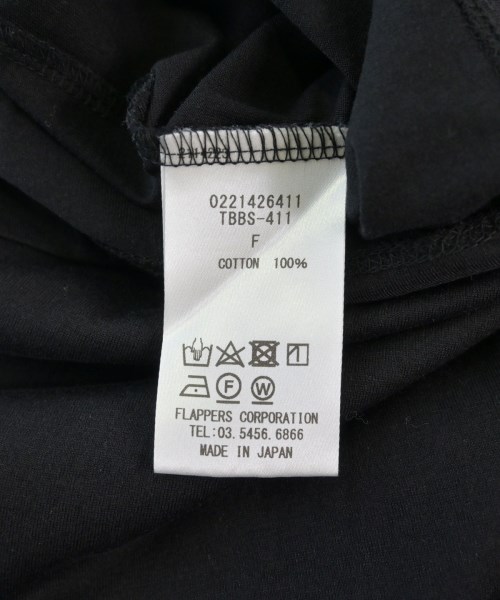 0221426411
TBBS-411
F
COTTON 100%
F W
FLAPPERS CORPORATION
TEL:03.5456.6866
MADE IN JAPAN